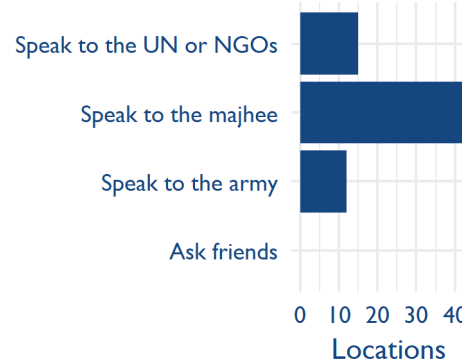 Speak to the UN or NGOs
Speak to the majhee
Speak to the army
Ask friends
0 10 20 30 40
Locations